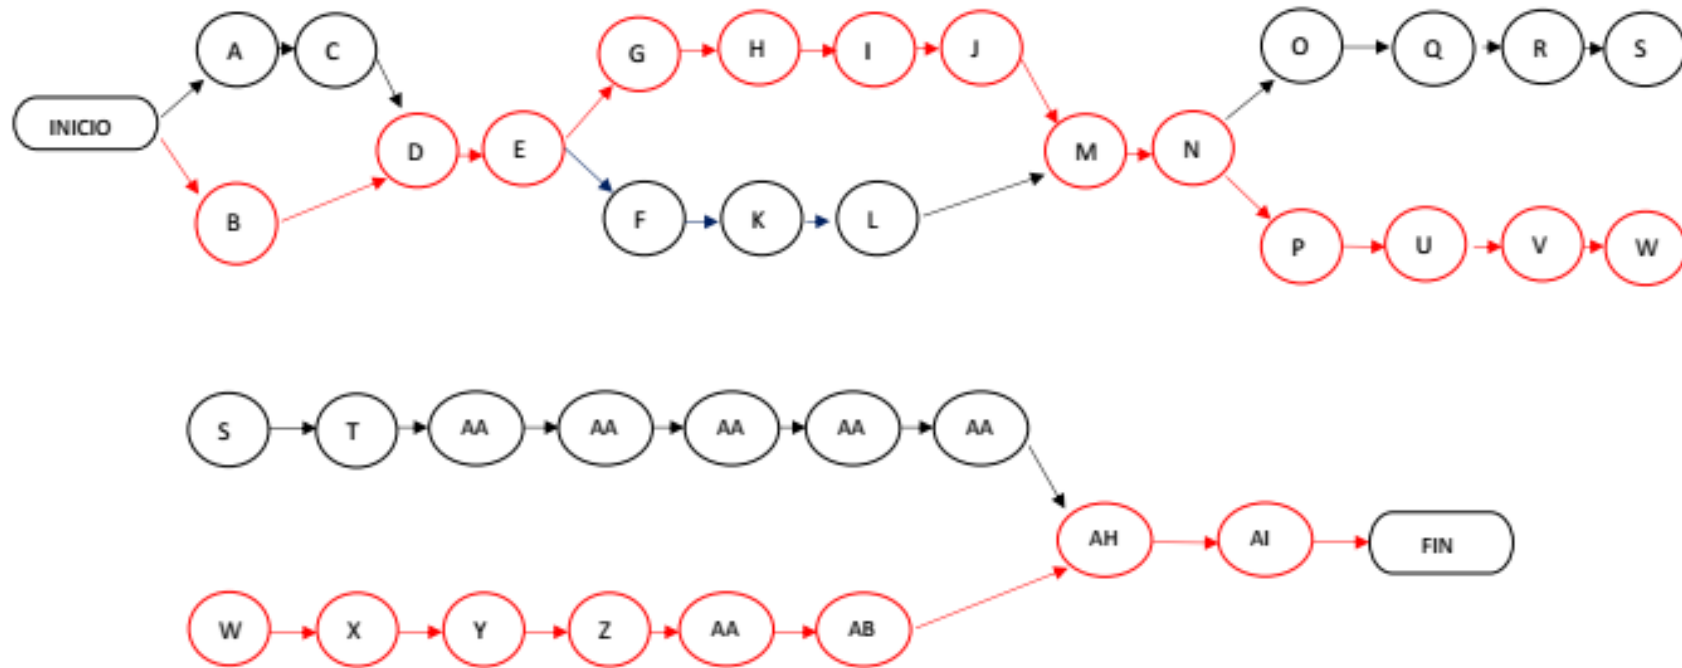 A C G H I J O Q R S
INICIO D E M N
B F K L P U V W
S T AA AA AA AA AA
AH AI FIN
W X Y Z AA AB